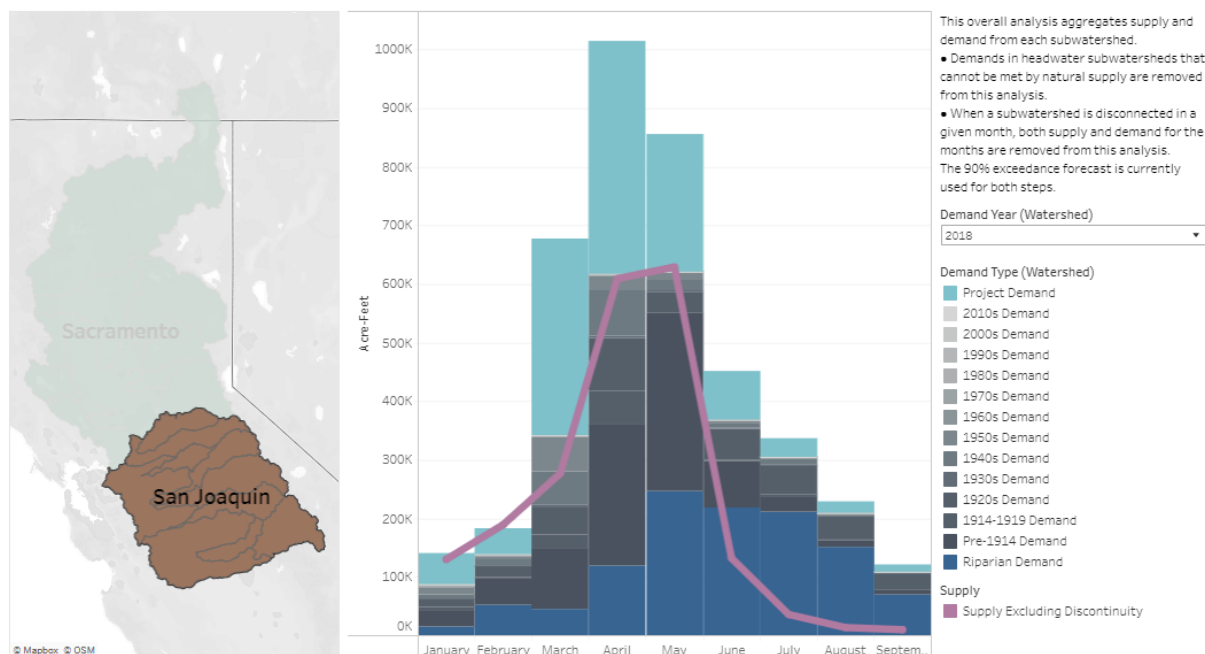 Sacramento
San Joaquin
© Mapbox © OSM
1000K
900K
800K
700K
600K
500K
400K
300K
200K
100K
0K
Acre-Feet
January February March April May June July August Septem..
This overall analysis aggregates supply and
demand from each subwatershed.
• Demands in headwater subwatersheds that
cannot be met by natural supply are removed
from this analysis.
• When a subwatershed is disconnected in a
given month, both supply and demand for the
months are removed from this analysis.
The 90% exceedance forecast is currently
used for both steps.
Demand Year (Watershed)
2018
Demand Type (Watershed)
Project Demand
2010s Demand
2000s Demand
1990s Demand
1980s Demand
1970s Demand
1960s Demand
1950s Demand
1940s Demand
1930s Demand
1920s Demand
1914-1919 Demand
Pre-1914 Demand
Riparian Demand
Supply
Supply Excluding Discontinuity